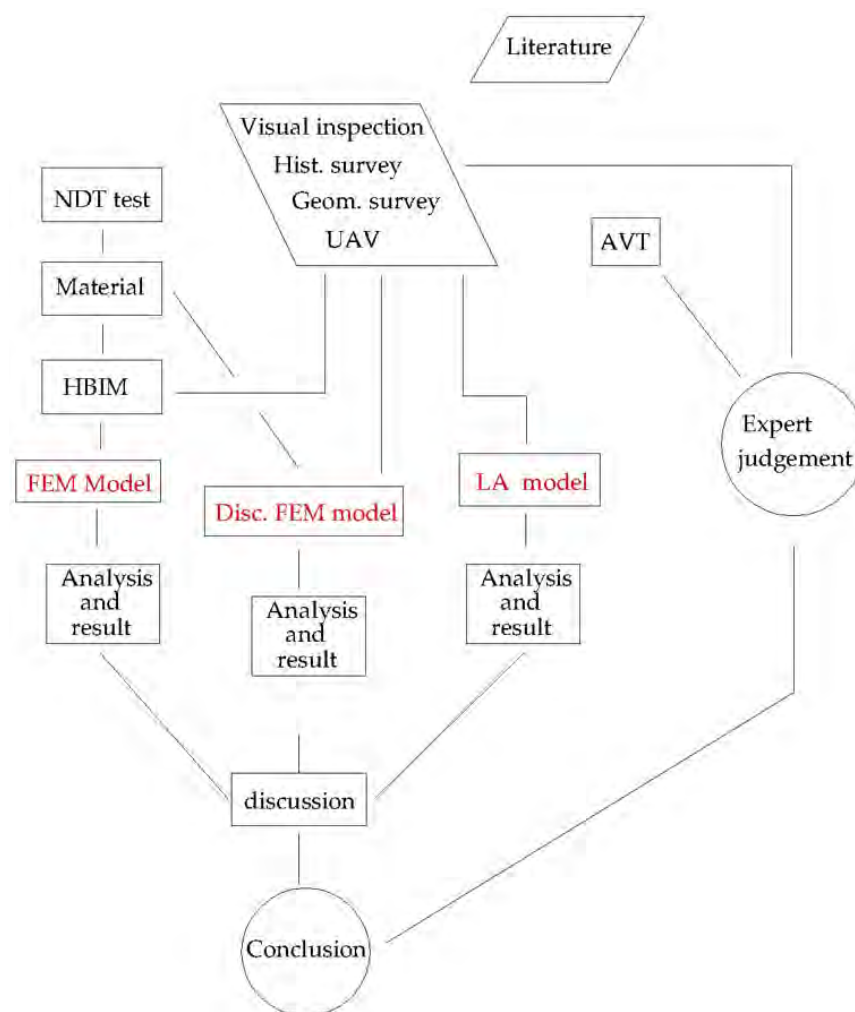 Literature
Visual inspection
Hist. survey
Geom. survey
UAV
NDT test
AVT
Material
HBIM
Expert
judgement
FEM Model
LA model
Disc. FEM model
Analysis
and
result
Analysis
and
result
Analysis
and
result
discussion
Conclusion